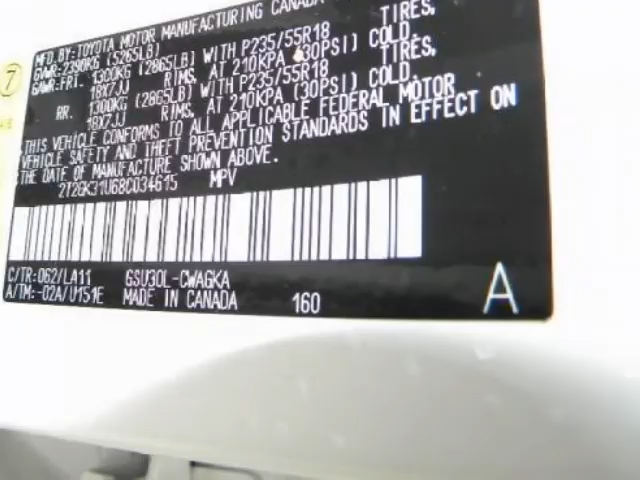 MFD.BY:TOYOTA MOTOR MANUFACTURING CANADA
GVWR:2390KG (5265LB)
GAWR:FRT. 1300KG (2865LB) WITH P235/55R18 TIRES,
18X7JJ RIMS, AT 210KPA (30PSI) COLD.
RR. 1300KG (2865LB) WITH P235/55R18 TIRES,
18X7JJ RIMS, AT 210KPA (30PSI) COLD.
THIS VEHICLE CONFORMS TO ALL APPLICABLE FEDERAL MOTOR
VEHICLE SAFETY AND THEFT PREVENTION STANDARDS IN EFFECT ON
THE DATE OF MANUFACTURE SHOWN ABOVE.
2T2GK31U68C034615 MPV
C/TR:062/LA11 GSU30L-CWAGKA
A/TM:-02A/U151E MADE IN CANADA 160 A
7